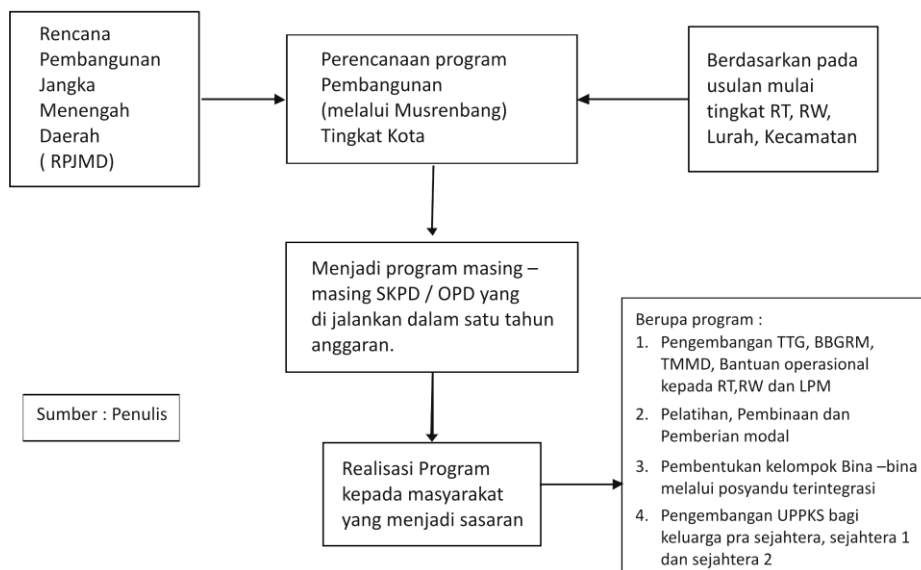 Rencana
Pembangunan
Jangka
Menengah
Daerah
( RPJMD)
Perencanaan program
Pembangunan
(melalui Musrenbang)
Tingkat Kota
Berdasarkan pada
usulan mulai
tingkat RT, RW,
Lurah, Kecamatan
Menjadi program masing –
masing SKPD / OPD yang
di jalankan dalam satu tahun
anggaran.
Sumber : Penulis
Realisasi Program
kepada masyarakat
yang menjadi sasaran
Berupa program :
1. Pengembangan TTG, BBGRM,
TMMD, Bantuan operasional
kepada RT,RW dan LPM
2. Pelatihan, Pembinaan dan
Pemberian modal
3. Pembentukan kelompok Bina –bina
melalui posyandu terintegrasi
4. Pengembangan UPPKS bagi
keluarga pra sejahtera, sejahtera 1
dan sejahtera 2